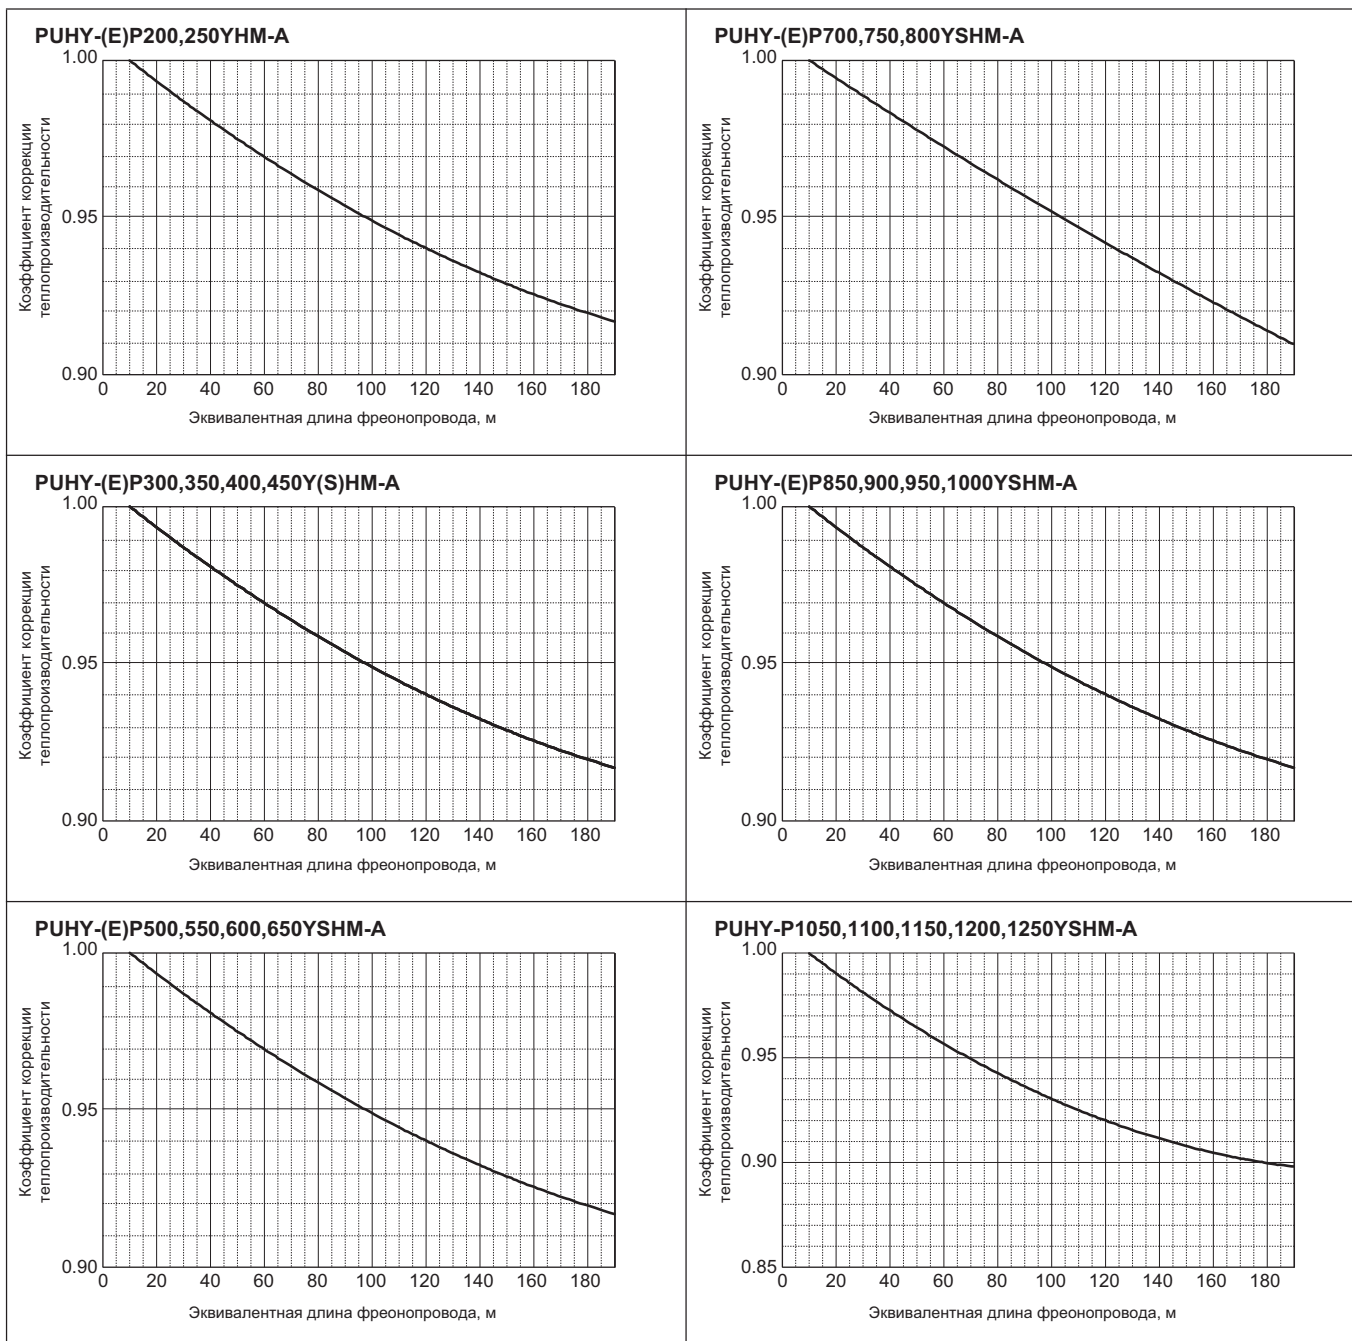 PUHY-(E)P200,250YHM-A
Коэффициент коррекции
теплопроизводительности
1.00
0.95
0.90
0 20 40 60 80 100 120 140 160 180
Эквивалентная длина фреонопровода, м
PUHY-(E)P700,750,800YSHM-A
Коэффициент коррекции
теплопроизводительности
1.00
0.95
0.90
0 20 40 60 80 100 120 140 160 180
Эквивалентная длина фреонопровода, м
PUHY-(E)P300,350,400,450Y(S)HM-A
Коэффициент коррекции
теплопроизводительности
1.00
0.95
0.90
0 20 40 60 80 100 120 140 160 180
Эквивалентная длина фреонопровода, м
PUHY-(E)P850,900,950,1000YSHM-A
Коэффициент коррекции
теплопроизводительности
1.00
0.95
0.90
0 20 40 60 80 100 120 140 160 180
Эквивалентная длина фреонопровода, м
PUHY-(E)P500,550,600,650YSHM-A
Коэффициент коррекции
теплопроизводительности
1.00
0.95
0.90
0 20 40 60 80 100 120 140 160 180
Эквивалентная длина фреонопровода, м
PUHY-P1050,1100,1150,1200,1250YSHM-A
Коэффициент коррекции
теплопроизводительности
1.00
0.95
0.90
0.85
0 20 40 60 80 100 120 140 160 180
Эквивалентная длина фреонопровода, м